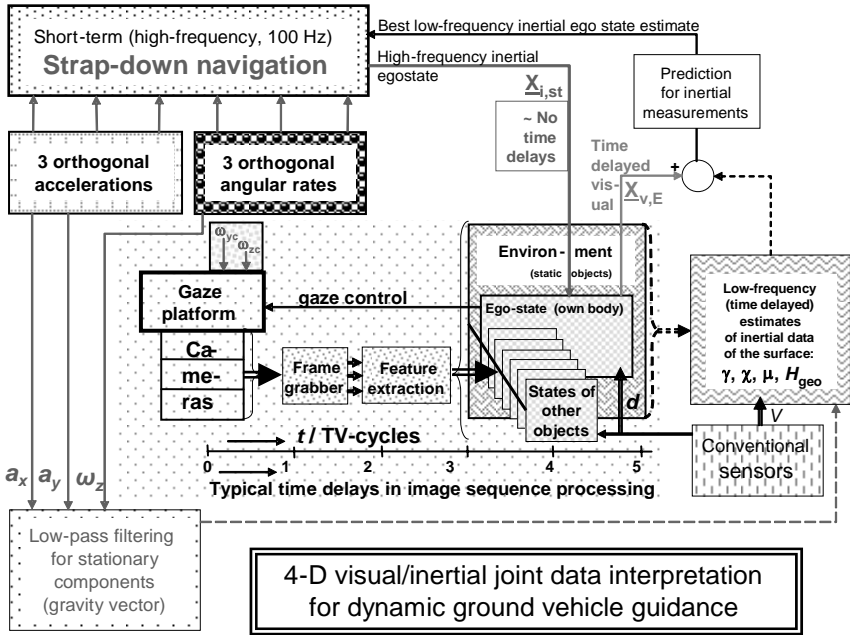 Short-term (high-frequency, 100 Hz)
Strap-down navigation
Best low-frequency inertial ego state estimate
High-frequency inertial
egostate
X_i,st
~ No
time
delays
Prediction
for inertial
measurements
Time
delayed
vis-
ual
X_v,E
+
3 orthogonal
accelerations
3 orthogonal
angular rates
ω_yc
ω_zc
Gaze
platform
gaze control
Ca-
me-
ras
Frame
grabber
Feature
extraction
Environ - ment
(static objects)
Ego-state (own body)
States of
other
objects
d
Low-frequency
(time delayed)
estimates
of inertial data
of the surface:
γ, χ, μ, H_geo
V
Conventional
sensors
t / TV-cycles
0 1 2 3 4 5
Typical time delays in image sequence processing
a_x a_y ω_z
Low-pass filtering
for stationary
components
(gravity vector)
4-D visual/inertial joint data interpretation
for dynamic ground vehicle guidance